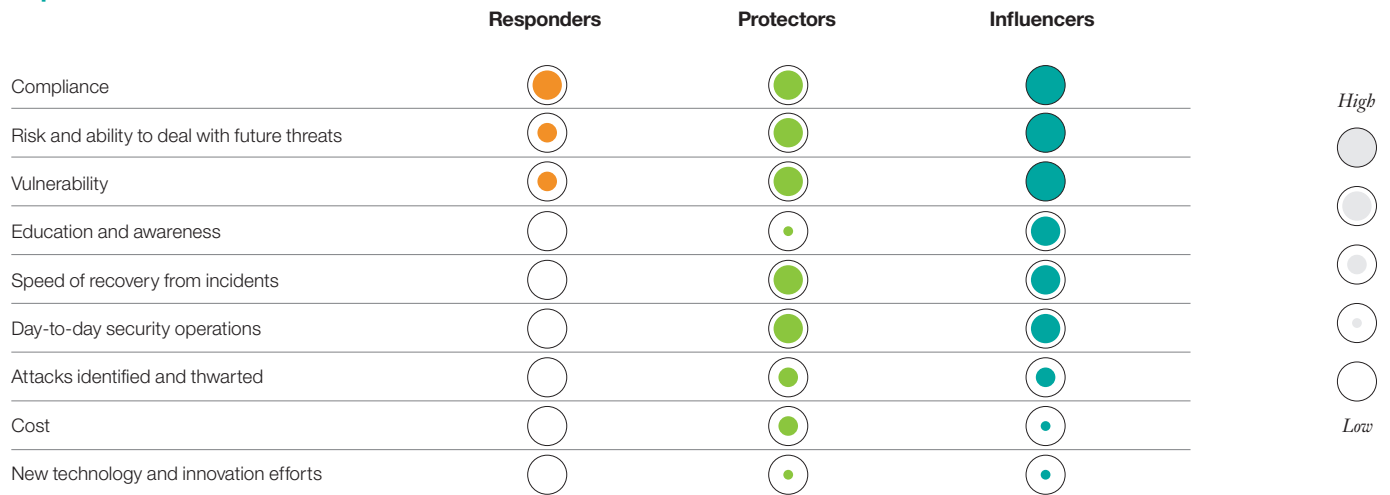 Responders Protectors Influencers
Compliance
High
Risk and ability to deal with future threats
Vulnerability
Education and awareness
Speed of recovery from incidents
Day-to-day security operations
Attacks identified and thwarted
Cost
Low
New technology and innovation efforts